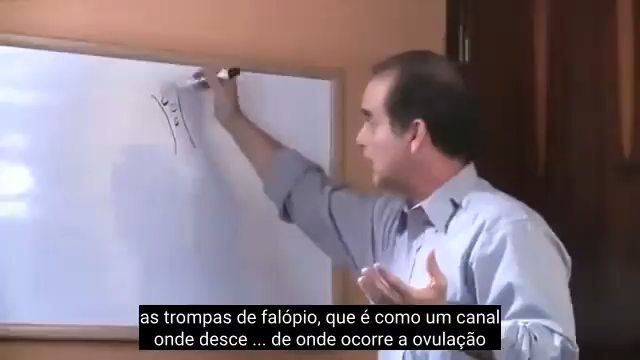 as trompas de falópio, que é como um canal
onde desce ... de onde ocorre a ovulação